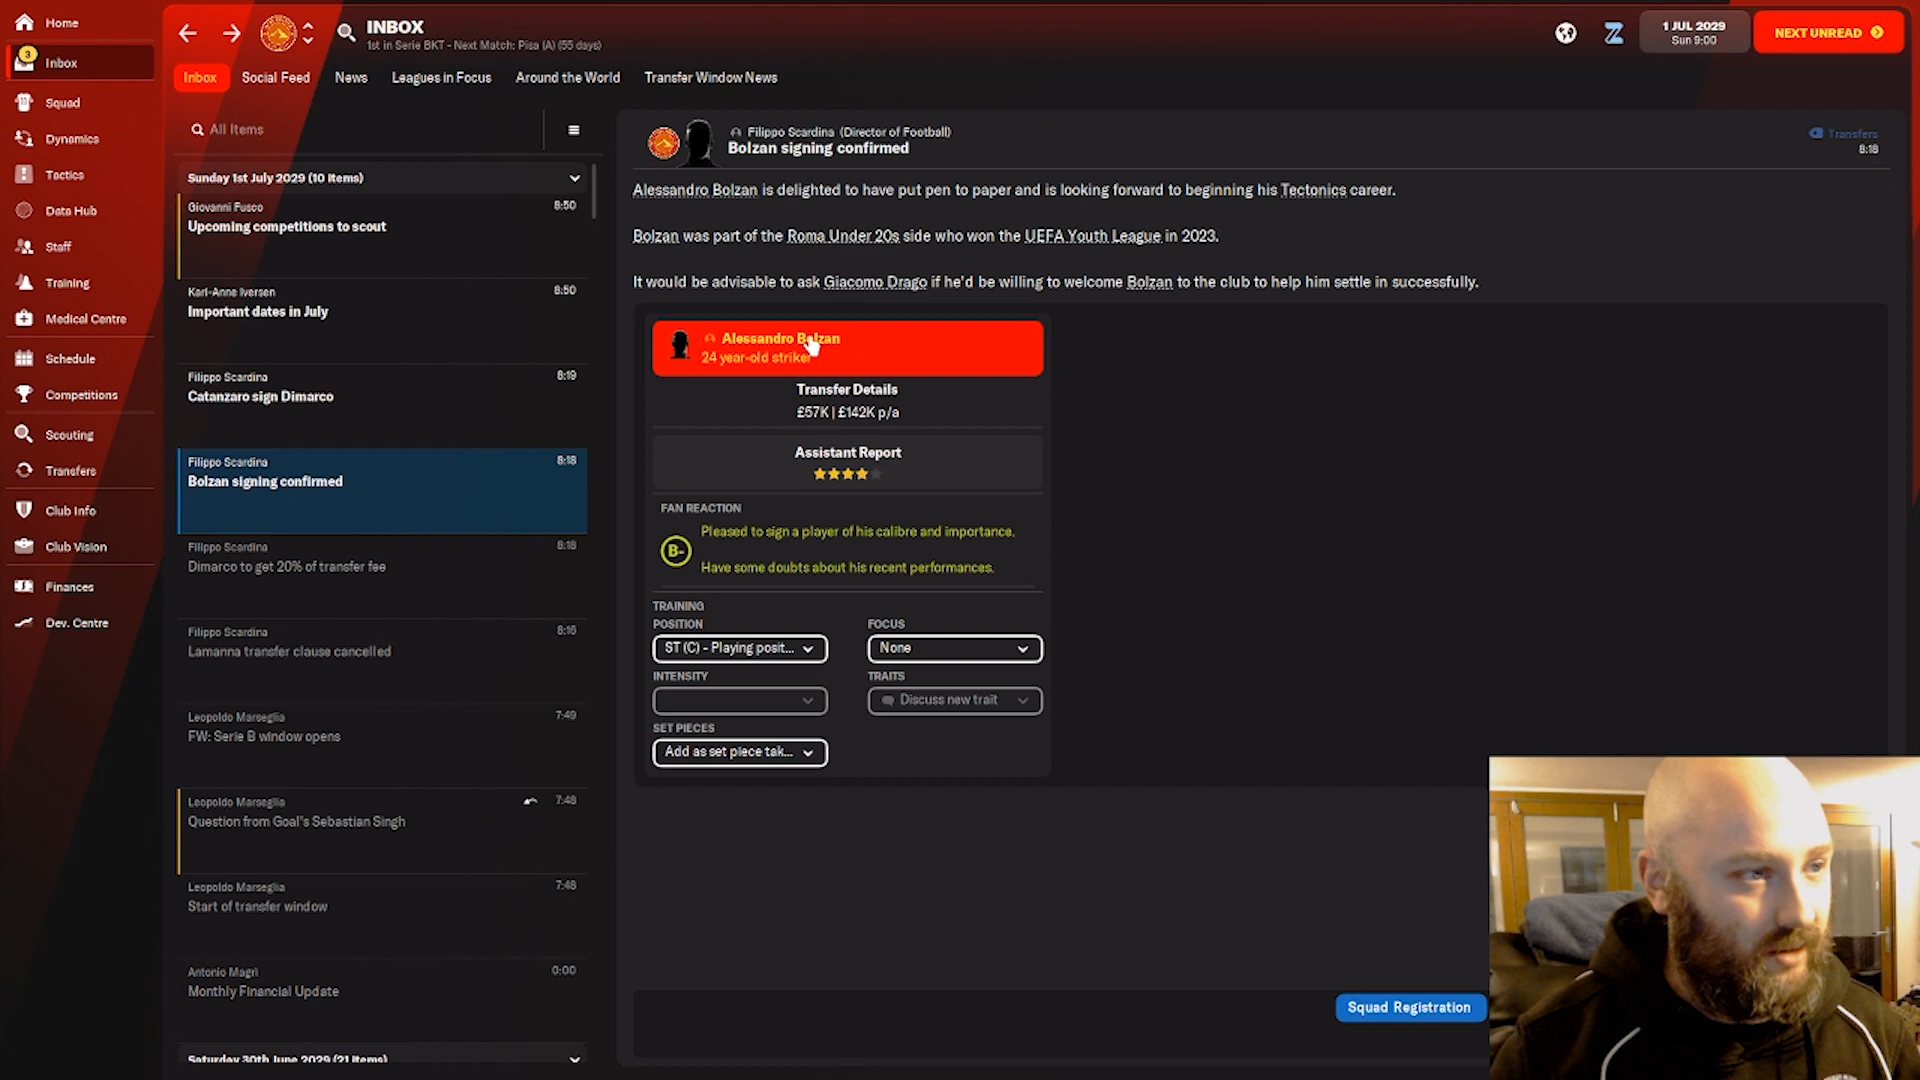 Home
3
Inbox
Squad
Dynamics
Tactics
Data Hub
Staff
Training
Medical Centre
Schedule
Competitions
Scouting
Transfers
Club Info
Club Vision
Finances
Dev. Centre
INBOX
1st in Serie BKT - Next Match: Pisa (A) (55 days)
1 JUL 2029
Sun 9:00
NEXT UNREAD
Inbox
Social Feed
News
Leagues in Focus
Around the World
Transfer Window News
All Items
Sunday 1st July 2029 (10 Items)
Giovanni Fusco 8:50
Upcoming competitions to scout
Karl-Anne Iversen 8:50
Important dates in July
Filippo Scardina 8:19
Catanzaro sign Dimarco
Filippo Scardina 8:18
Bolzan signing confirmed
Filippo Scardina 8:18
Dimarco to get 20% of transfer fee
Filippo Scardina 8:16
Lamanna transfer clause cancelled
Leopoldo Marseglia 7:49
FW: Serie B window opens
Leopoldo Marseglia 7:48
Question from Goal's Sebastian Singh
Leopoldo Marseglia 7:48
Start of transfer window
Antonio Magrì 0:00
Monthly Financial Update
Saturday 30th June 2029 (21 Items)
Filippo Scardina (Director of Football)
Bolzan signing confirmed
Transfers
8:18
Alessandro Bolzan is delighted to have put pen to paper and is looking forward to beginning his Tectonics career.
Bolzan was part of the Roma Under 20s side who won the UEFA Youth League in 2023.
It would be advisable to ask Giacomo Drago if he'd be willing to welcome Bolzan to the club to help him settle in successfully.
Alessandro Bolzan
24 year-old striker
Transfer Details
£57K | £142K p/a
Assistant Report
FAN REACTION
B-
Pleased to sign a player of his calibre and importance.
Have some doubts about his recent performances.
TRAINING
POSITION
FOCUS
ST (C) - Playing posit...
None
INTENSITY
TRAITS
Discuss new trait
SET PIECES
Add as set piece tak...
Squad Registration